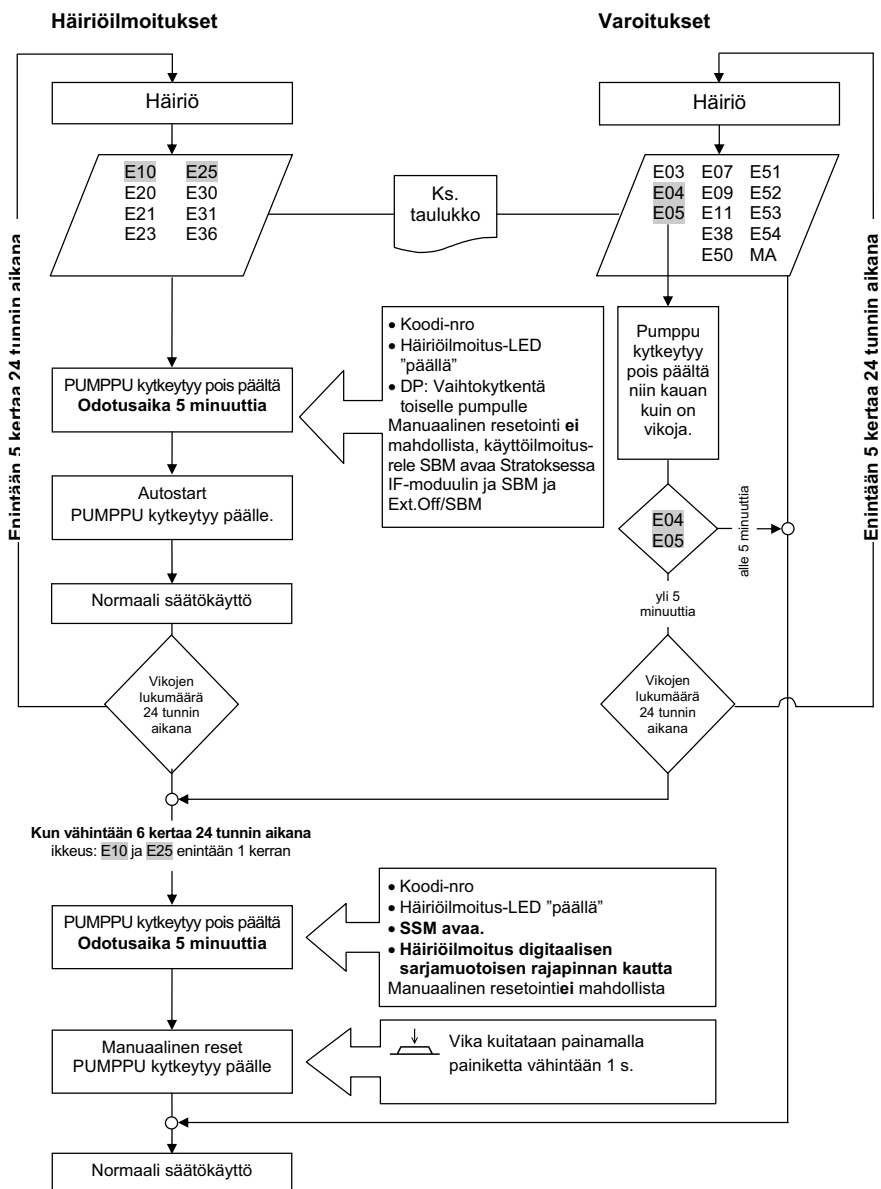 Häiriöilmoitukset
Varoitukset
Häiriö
Häiriö
E10 E25
E20 E30
E21 E31
E23 E36
Ks.
taulukko
E03 E07 E51
E04 E09 E52
E05 E11 E53
E38 E54
E50 MA
Enintään 5 kertaa 24 tunnin aikana
Enintään 5 kertaa 24 tunnin aikana
PUMPPU kytkeytyy pois päältä
Odotusaika 5 minuuttia
• Koodi-nro
• Häiriöilmoitus-LED
"päällä"
• DP: Vaihtokytkentä
toiselle pumpulle
Manuaalinen resetointi ei
mahdollista, käyttöilmoitus-
rele SBM avaa Stratoksessa
IF-moduulin ja SBM ja
Ext.Off/SBM
Pumppu
kytkeytyy
pois päältä
niin kauan
kuin on
vikoja.
Autostart
PUMPPU kytkeytyy päälle.
E04
E05
alle 5 minuuttia
yli 5
minuuttia
Normaali säätökäyttö
Vikojen
lukumäärä
24 tunnin
aikana
Vikojen
lukumäärä
24 tunnin
aikana
Kun vähintään 6 kertaa 24 tunnin aikana
ikkeus: E10 ja E25 enintään 1 kerran
PUMPPU kytkeytyy pois päältä
Odotusaika 5 minuuttia
• Koodi-nro
• Häiriöilmoitus-LED "päällä"
• SSM avaa.
• Häiriöilmoitus digitaalisen
sarjamuotoisen rajapinnan kautta
Manuaalinen resetointiei mahdollista
Manuaalinen reset
PUMPPU kytkeytyy päälle
Vika kuitataan painamalla
painiketta vähintään 1 s.
Normaali säätökäyttö